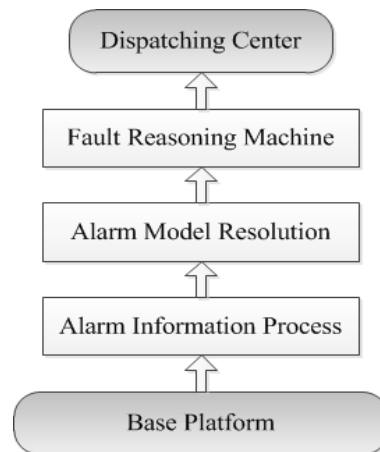 Dispatching Center
Fault Reasoning Machine
Alarm Model Resolution
Alarm Information Process
Base Platform